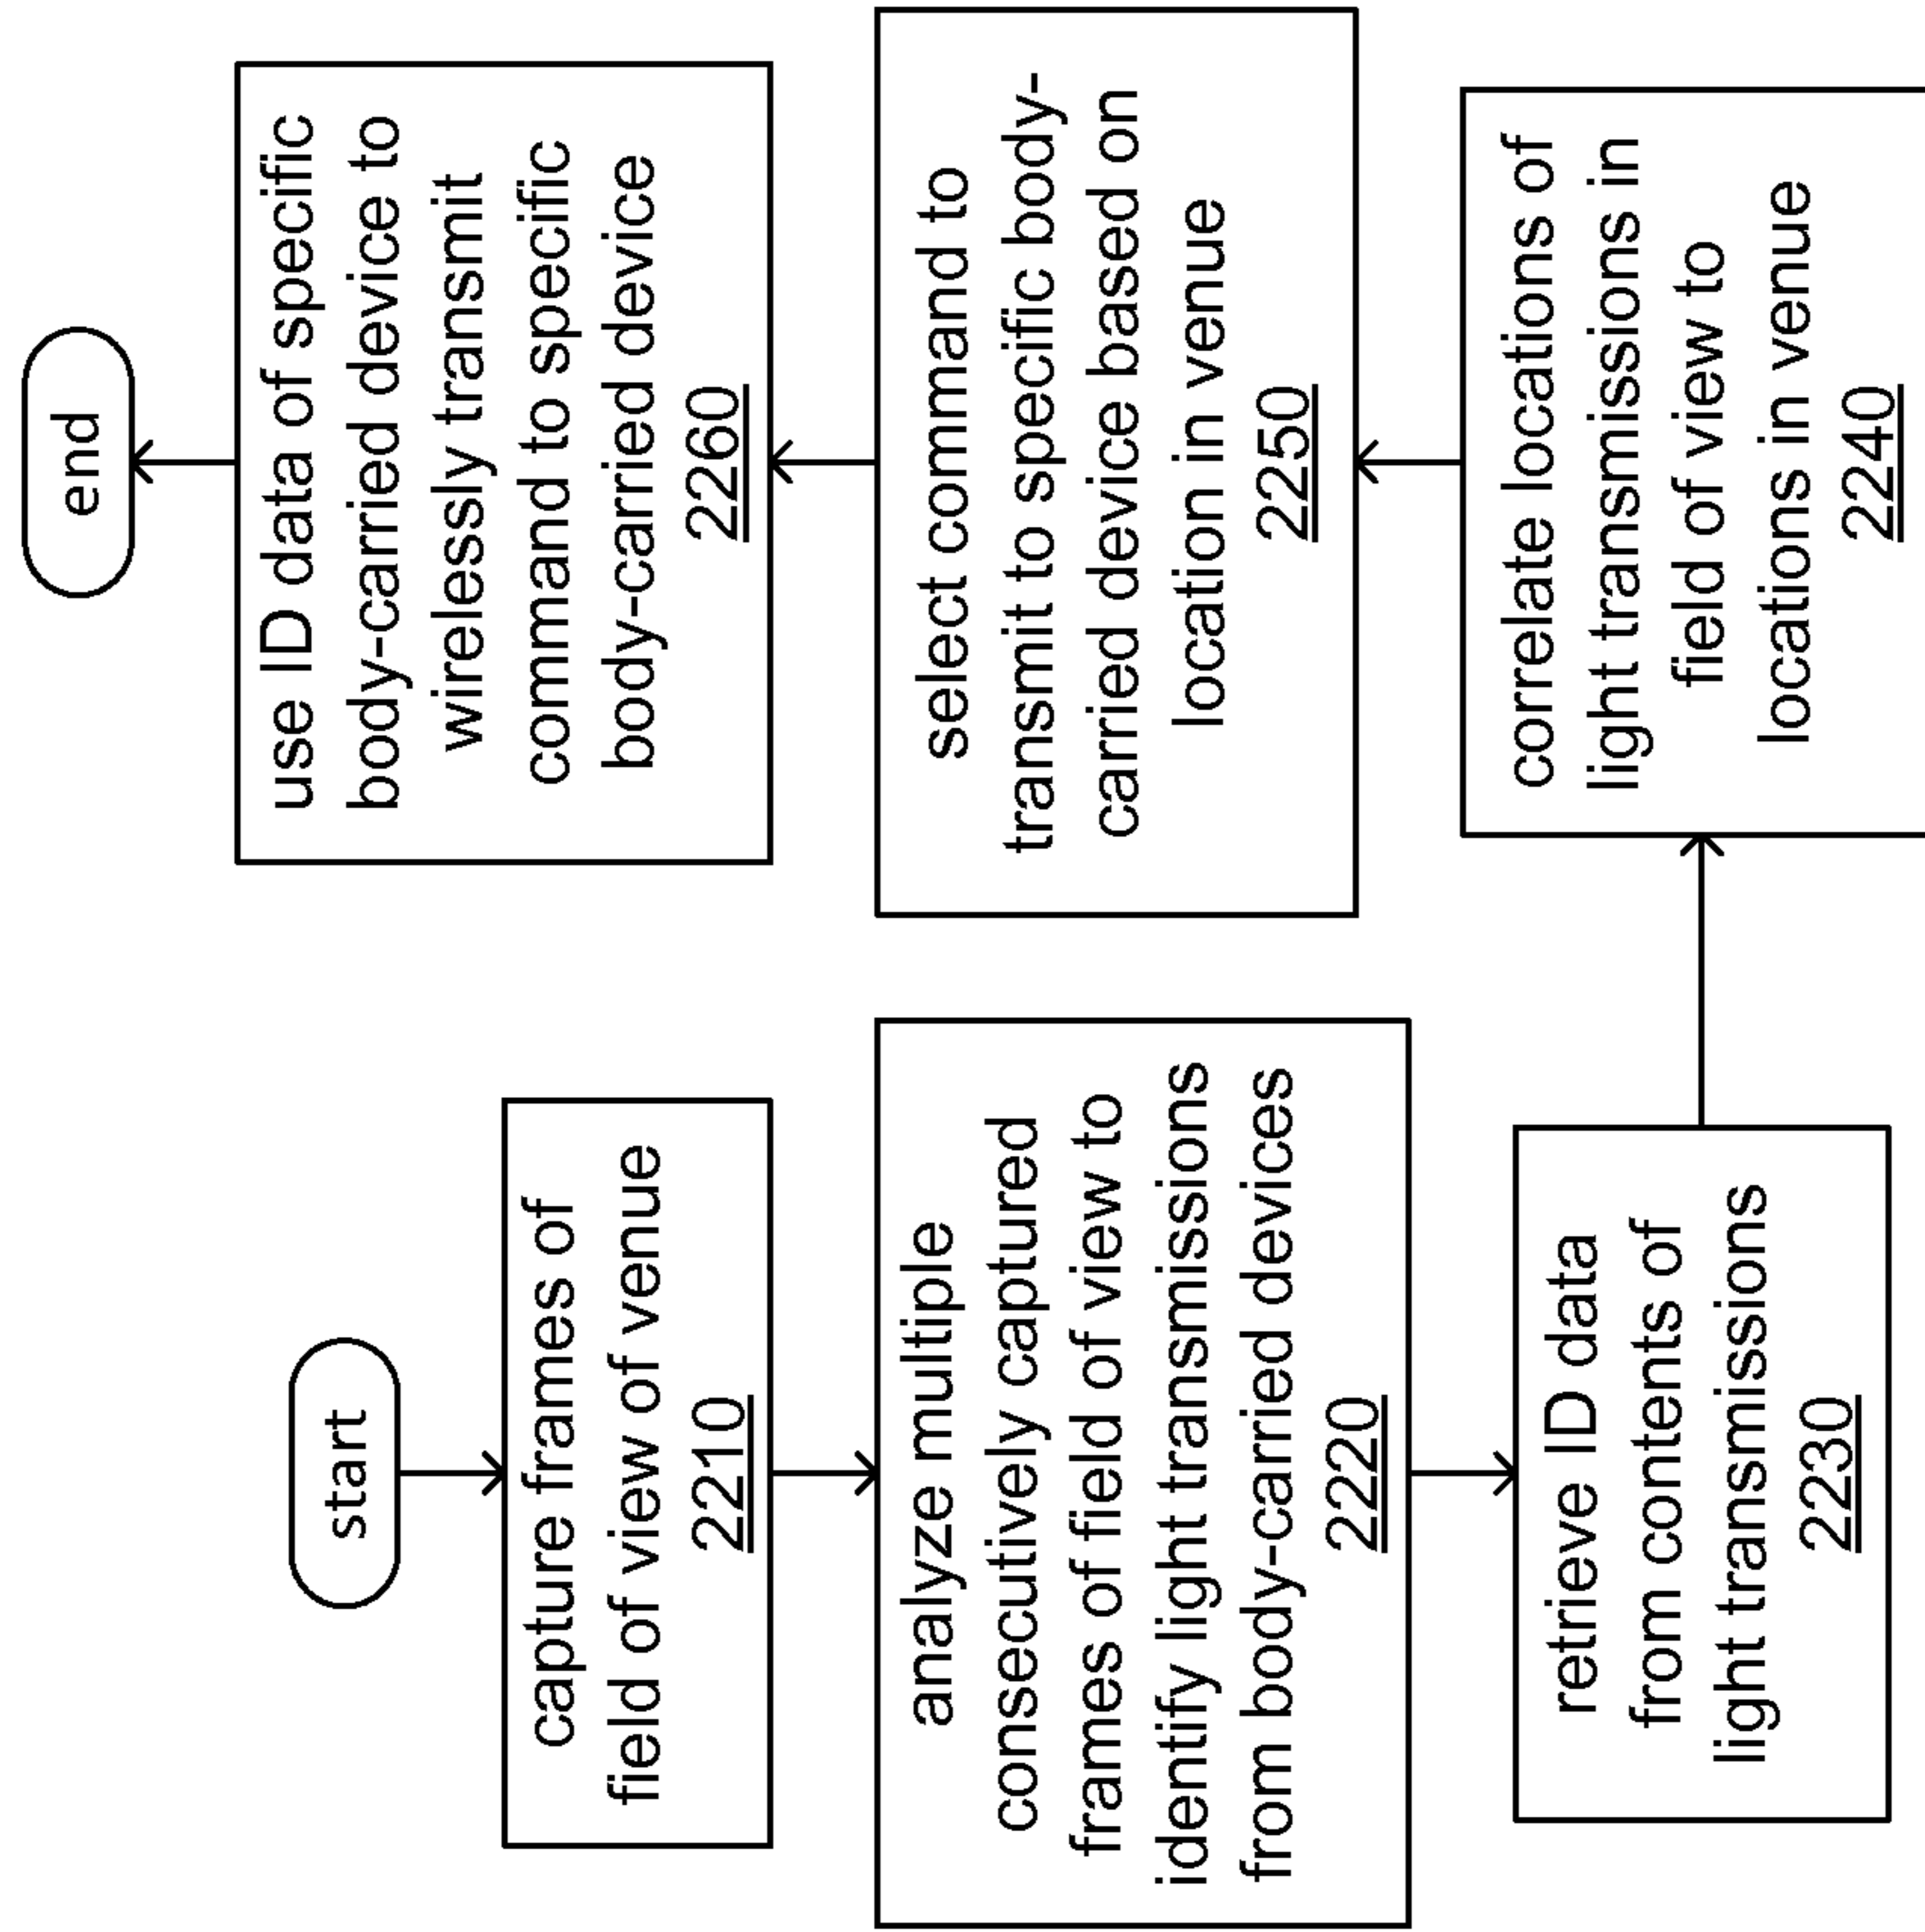 start
capture frames of
field of view of venue
2210
analyze multiple
consecutively captured
frames of field of view to
identify light transmissions
from body-carried devices
2220
retrieve ID data
from contents of
light transmissions
2230
correlate locations of
light transmissions in
field of view to
locations in venue
2240
select command to
transmit to specific body-
carried device based on
location in venue
2250
use ID data of specific
body-carried device to
wirelessly transmit
command to specific
body-carried device
2260
end